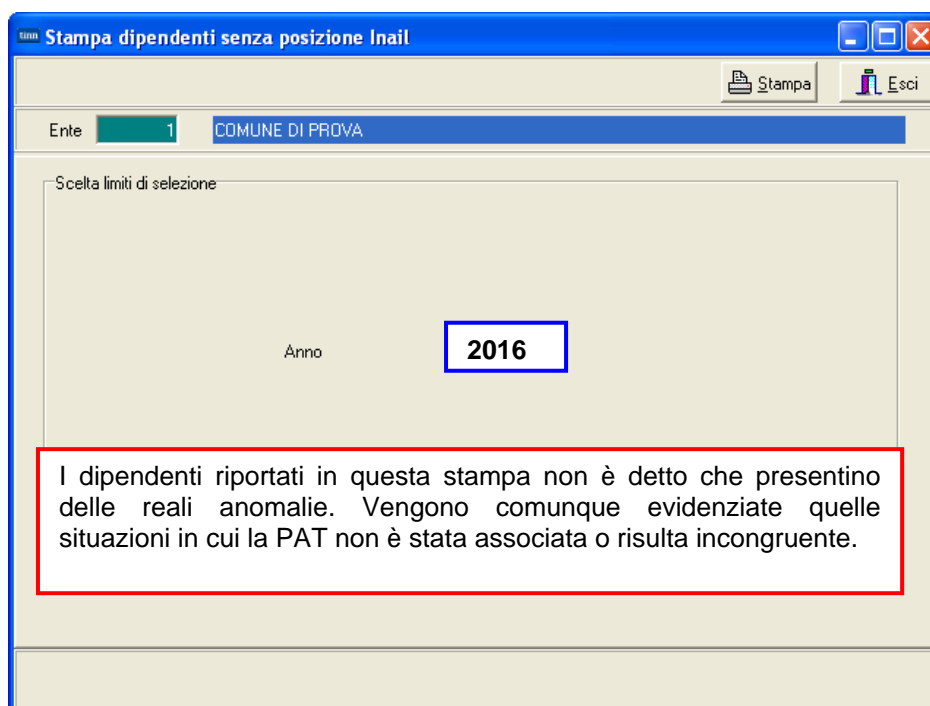 tinn Stampa dipendenti senza posizione Inail
Stampa Esci
Ente 1 COMUNE DI PROVA
Scelta limiti di selezione
Anno 2016
I dipendenti riportati in questa stampa non è detto che presentino
delle reali anomalie. Vengono comunque evidenziate quelle
situazioni in cui la PAT non è stata associata o risulta incongruente.